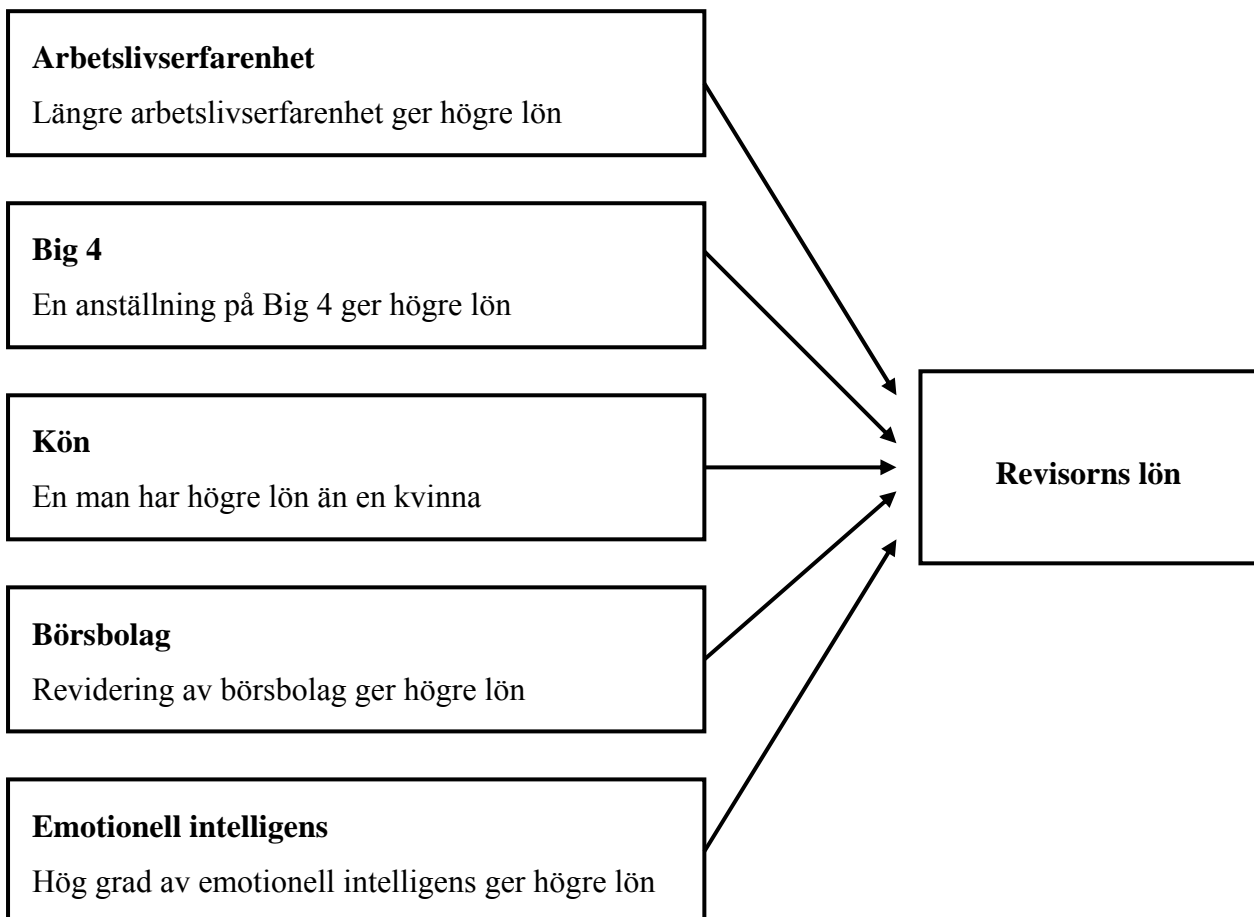 Arbetslivserfarenhet
Längre arbetslivserfarenhet ger högre lön
Big 4
En anställning på Big 4 ger högre lön
Kön
En man har högre lön än en kvinna
Revisorns lön
Börsbolag
Revidering av börsbolag ger högre lön
Emotionell intelligens
Hög grad av emotionell intelligens ger högre lön